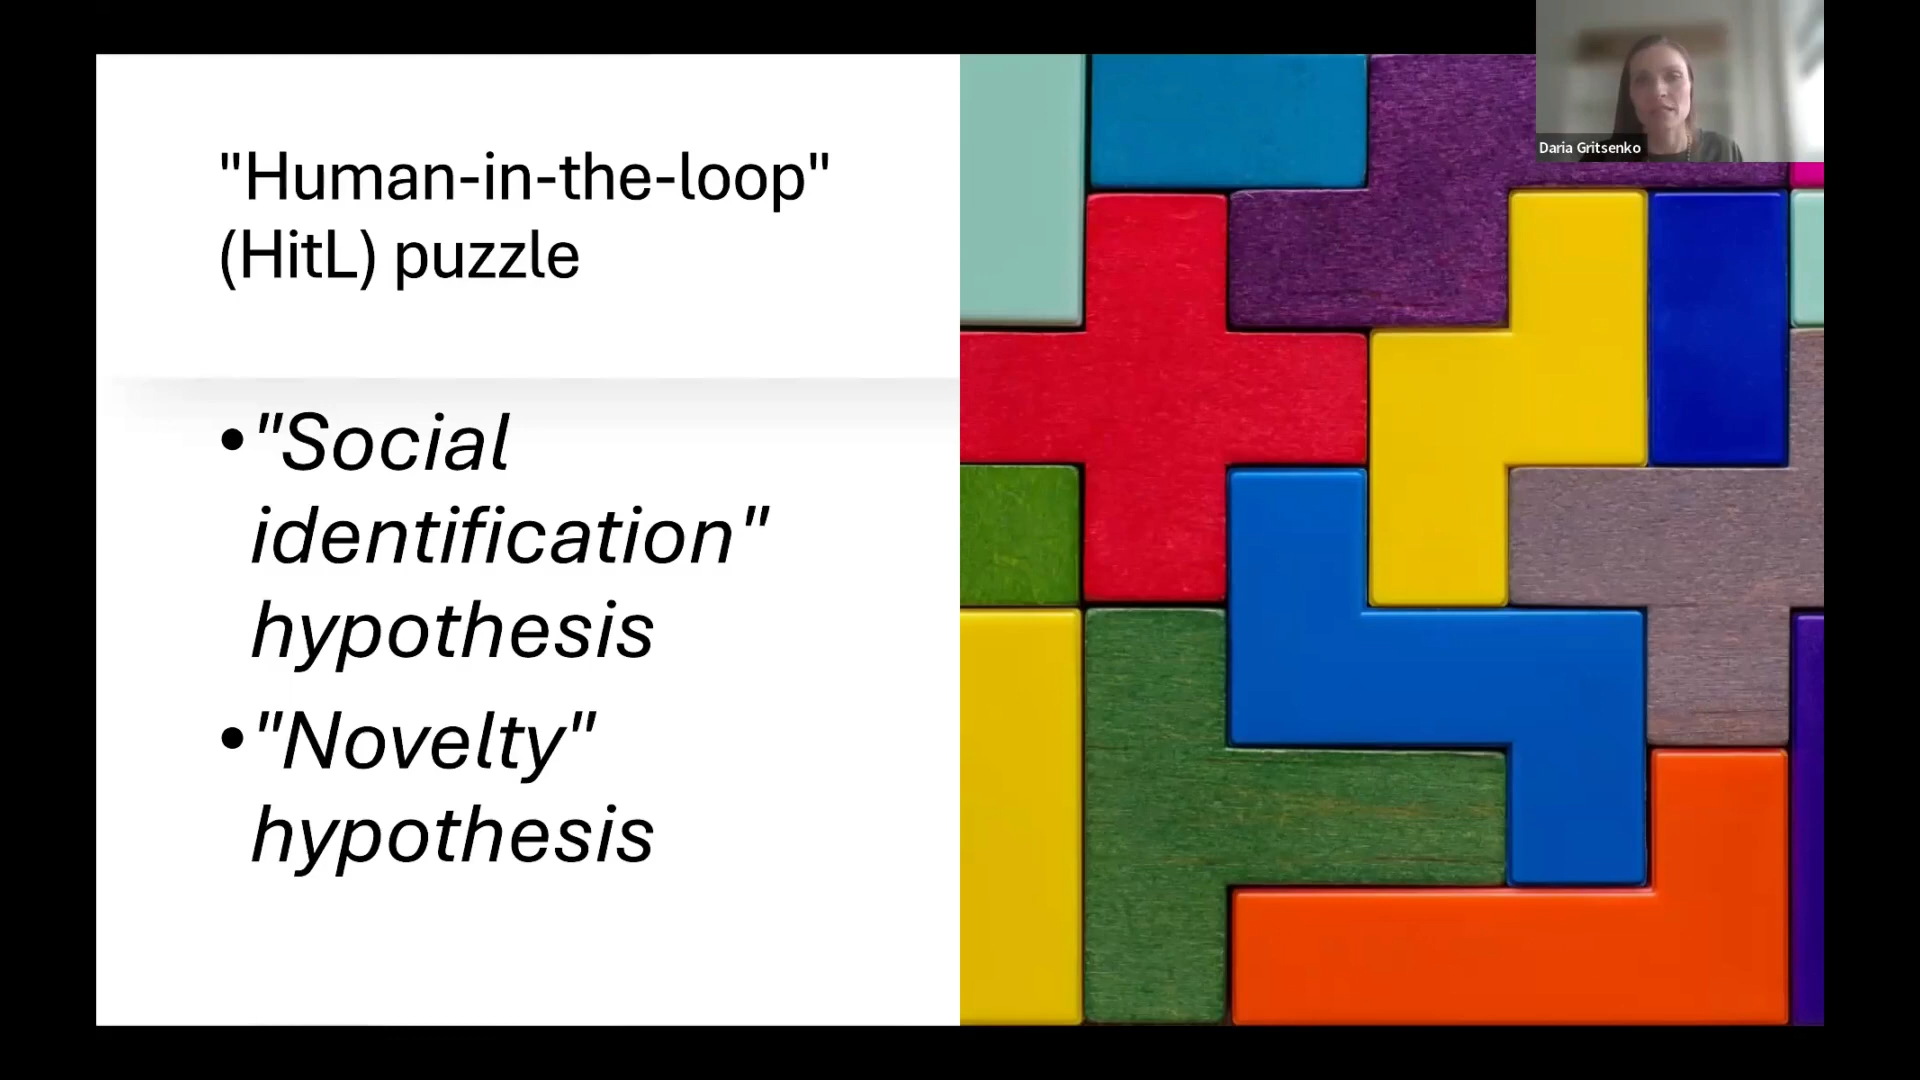 "Human-in-the-loop"
(HitL) puzzle
•"Social
identification"
hypothesis
•"Novelty"
hypothesis
Daria Gritsenko